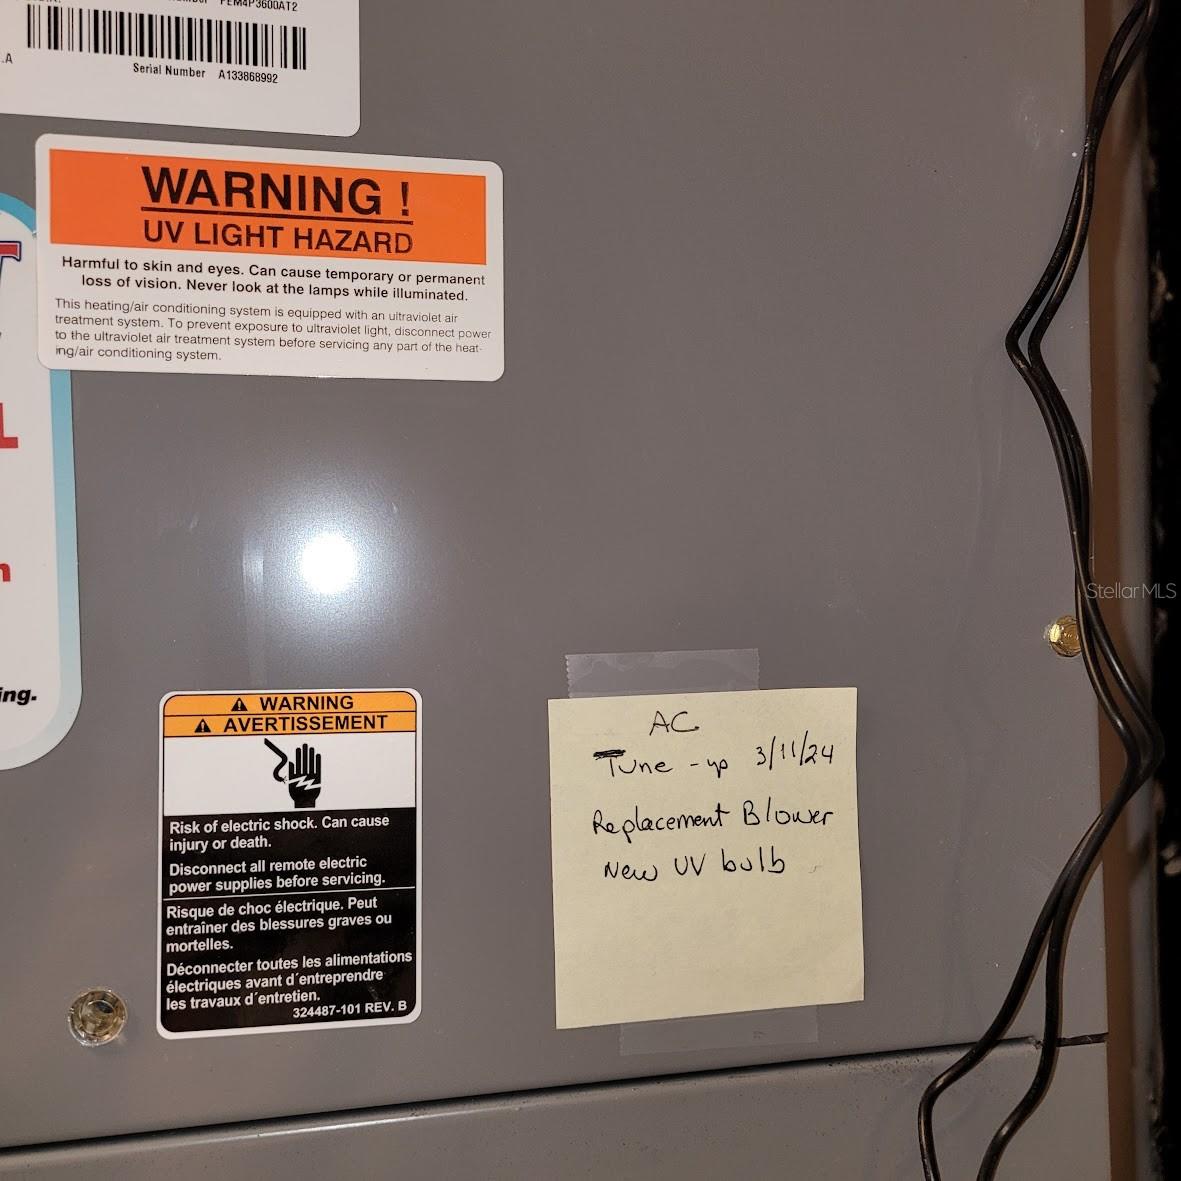 FEM4P3600AT2
.A
Serial Number A133868992
WARNING !
UV LIGHT HAZARD
Harmful to skin and eyes. Can cause temporary or permanent
loss of vision. Never look at the lamps while illuminated.
This heating/air conditioning system is equipped with an ultraviolet air
treatment system. To prevent exposure to ultraviolet light, disconnect power
to the ultraviolet air treatment system before servicing any part of the heat-
ing/air conditioning system.
T
L
n
ing.
WARNING
AVERTISSEMENT
Risk of electric shock. Can cause
injury or death.
Disconnect all remote electric
power supplies before servicing.
Risque de choc électrique. Peut
entraîner des blessures graves ou
mortelles.
Déconnecter toutes les alimentations
électriques avant d´entreprendre
les travaux d´entretien.
324487-101 REV. B
AC
Tune-up 3/11/24
Replacement Blower
New UV bulb
StellarMLS